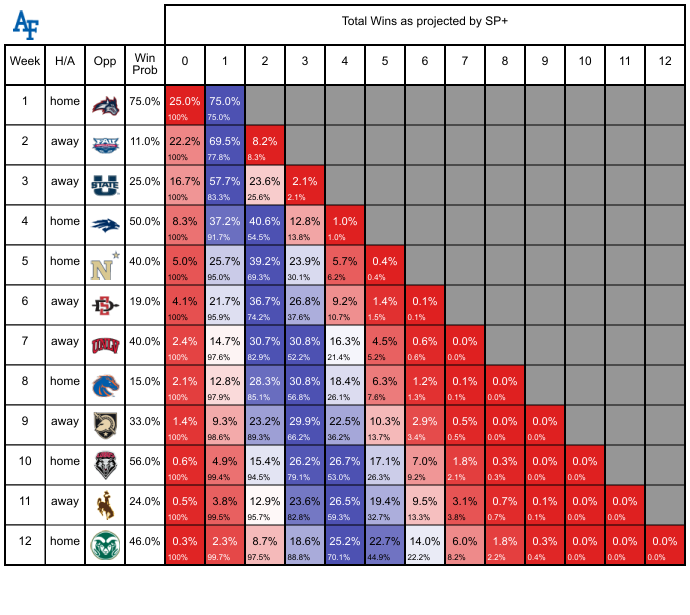 AF
Total Wins as projected by SP+
Week H/A Opp Win Prob 0 1 2 3 4 5 6 7 8 9 10 11 12
1 home 75.0% 25.0% 75.0%
100% 75.0%
2 away FAU 11.0% 22.2% 69.5% 8.2%
100% 77.8% 8.3%
3 away U STATE 25.0% 16.7% 57.7% 23.6% 2.1%
100% 83.3% 25.6% 2.1%
4 home 50.0% 8.3% 37.2% 40.6% 12.8% 1.0%
100% 91.7% 54.5% 13.8% 1.0%
5 home N 40.0% 5.0% 25.7% 39.2% 23.9% 5.7% 0.4%
100% 95.0% 69.3% 30.1% 6.2% 0.4%
6 away SD 19.0% 4.1% 21.7% 36.7% 26.8% 9.2% 1.4% 0.1%
100% 95.9% 74.2% 37.6% 10.7% 1.5% 0.1%
7 away UNLV 40.0% 2.4% 14.7% 30.7% 30.8% 16.3% 4.5% 0.6% 0.0%
100% 97.6% 82.9% 52.2% 21.4% 5.2% 0.6% 0.0%
8 home 15.0% 2.1% 12.8% 28.3% 30.8% 18.4% 6.3% 1.2% 0.1% 0.0%
100% 97.9% 85.1% 56.8% 26.1% 7.6% 1.3% 0.1% 0.0%
9 away 33.0% 1.4% 9.3% 23.2% 29.9% 22.5% 10.3% 2.9% 0.5% 0.0% 0.0%
100% 98.6% 89.3% 66.2% 36.2% 13.7% 3.4% 0.5% 0.0% 0.0%
10 home 56.0% 0.6% 4.9% 15.4% 26.2% 26.7% 17.1% 7.0% 1.8% 0.3% 0.0% 0.0%
100% 99.4% 94.5% 79.1% 53.0% 26.3% 9.2% 2.1% 0.3% 0.0% 0.0%
11 away 24.0% 0.5% 3.8% 12.9% 23.6% 26.5% 19.4% 9.5% 3.1% 0.7% 0.1% 0.0% 0.0%
100% 99.5% 95.7% 82.8% 59.3% 32.7% 13.3% 3.8% 0.7% 0.1% 0.0% 0.0%
12 home 46.0% 0.3% 2.3% 8.7% 18.6% 25.2% 22.7% 14.0% 6.0% 1.8% 0.3% 0.0% 0.0% 0.0%
100% 99.7% 97.5% 88.8% 70.1% 44.9% 22.2% 8.2% 2.2% 0.4% 0.0% 0.0% 0.0%